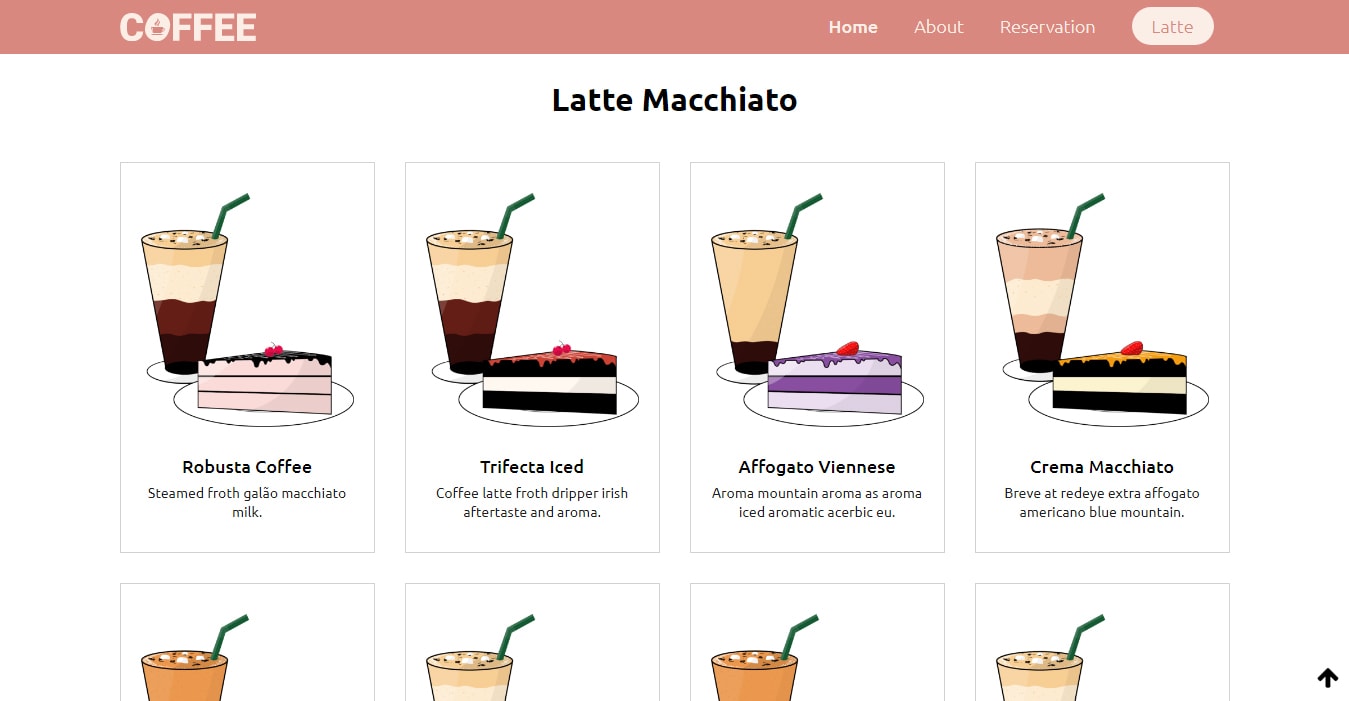 COFFEE
Home
About
Reservation
Latte
Latte Macchiato
Robusta Coffee
Steamed froth galão macchiato
milk.
Trifecta Iced
Coffee latte froth dripper irish
aftertaste and aroma.
Affogato Viennese
Aroma mountain aroma as aroma
iced aromatic acerbic eu.
Crema Macchiato
Breve at redeye extra affogato
americano blue mountain.